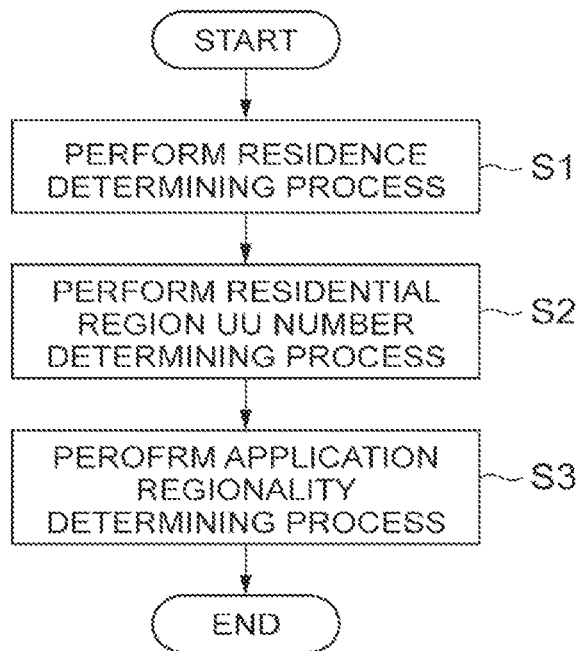 START
PERFORM RESIDENCE
DETERMINING PROCESS
S1
PERFORM RESIDENTIAL
REGION UU NUMBER
DETERMINING PROCESS
S2
PEROFRM APPLICATION
REGIONALITY
DETERMINING PROCESS
S3
END